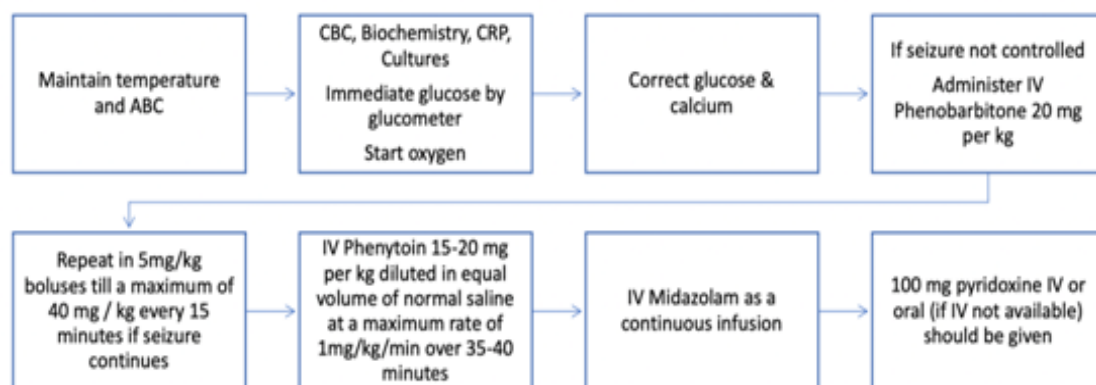 Maintain temperature
and ABC
CBC, Biochemistry, CRP,
Cultures
Immediate glucose by
glucometer
Start oxygen
Correct glucose &
calcium
If seizure not controlled
Administer IV
Phenobarbitone 20 mg
per kg
Repeat in 5mg/kg
boluses till a maximum of
40 mg / kg every 15
minutes if seizure
continues
IV Phenytoin 15-20 mg
per kg diluted in equal
volume of normal saline
at a maximum rate of
1mg/kg/min over 35-40
minutes
IV Midazolam as a
continuous infusion
100 mg pyridoxine IV or
oral (if IV not available)
should be given